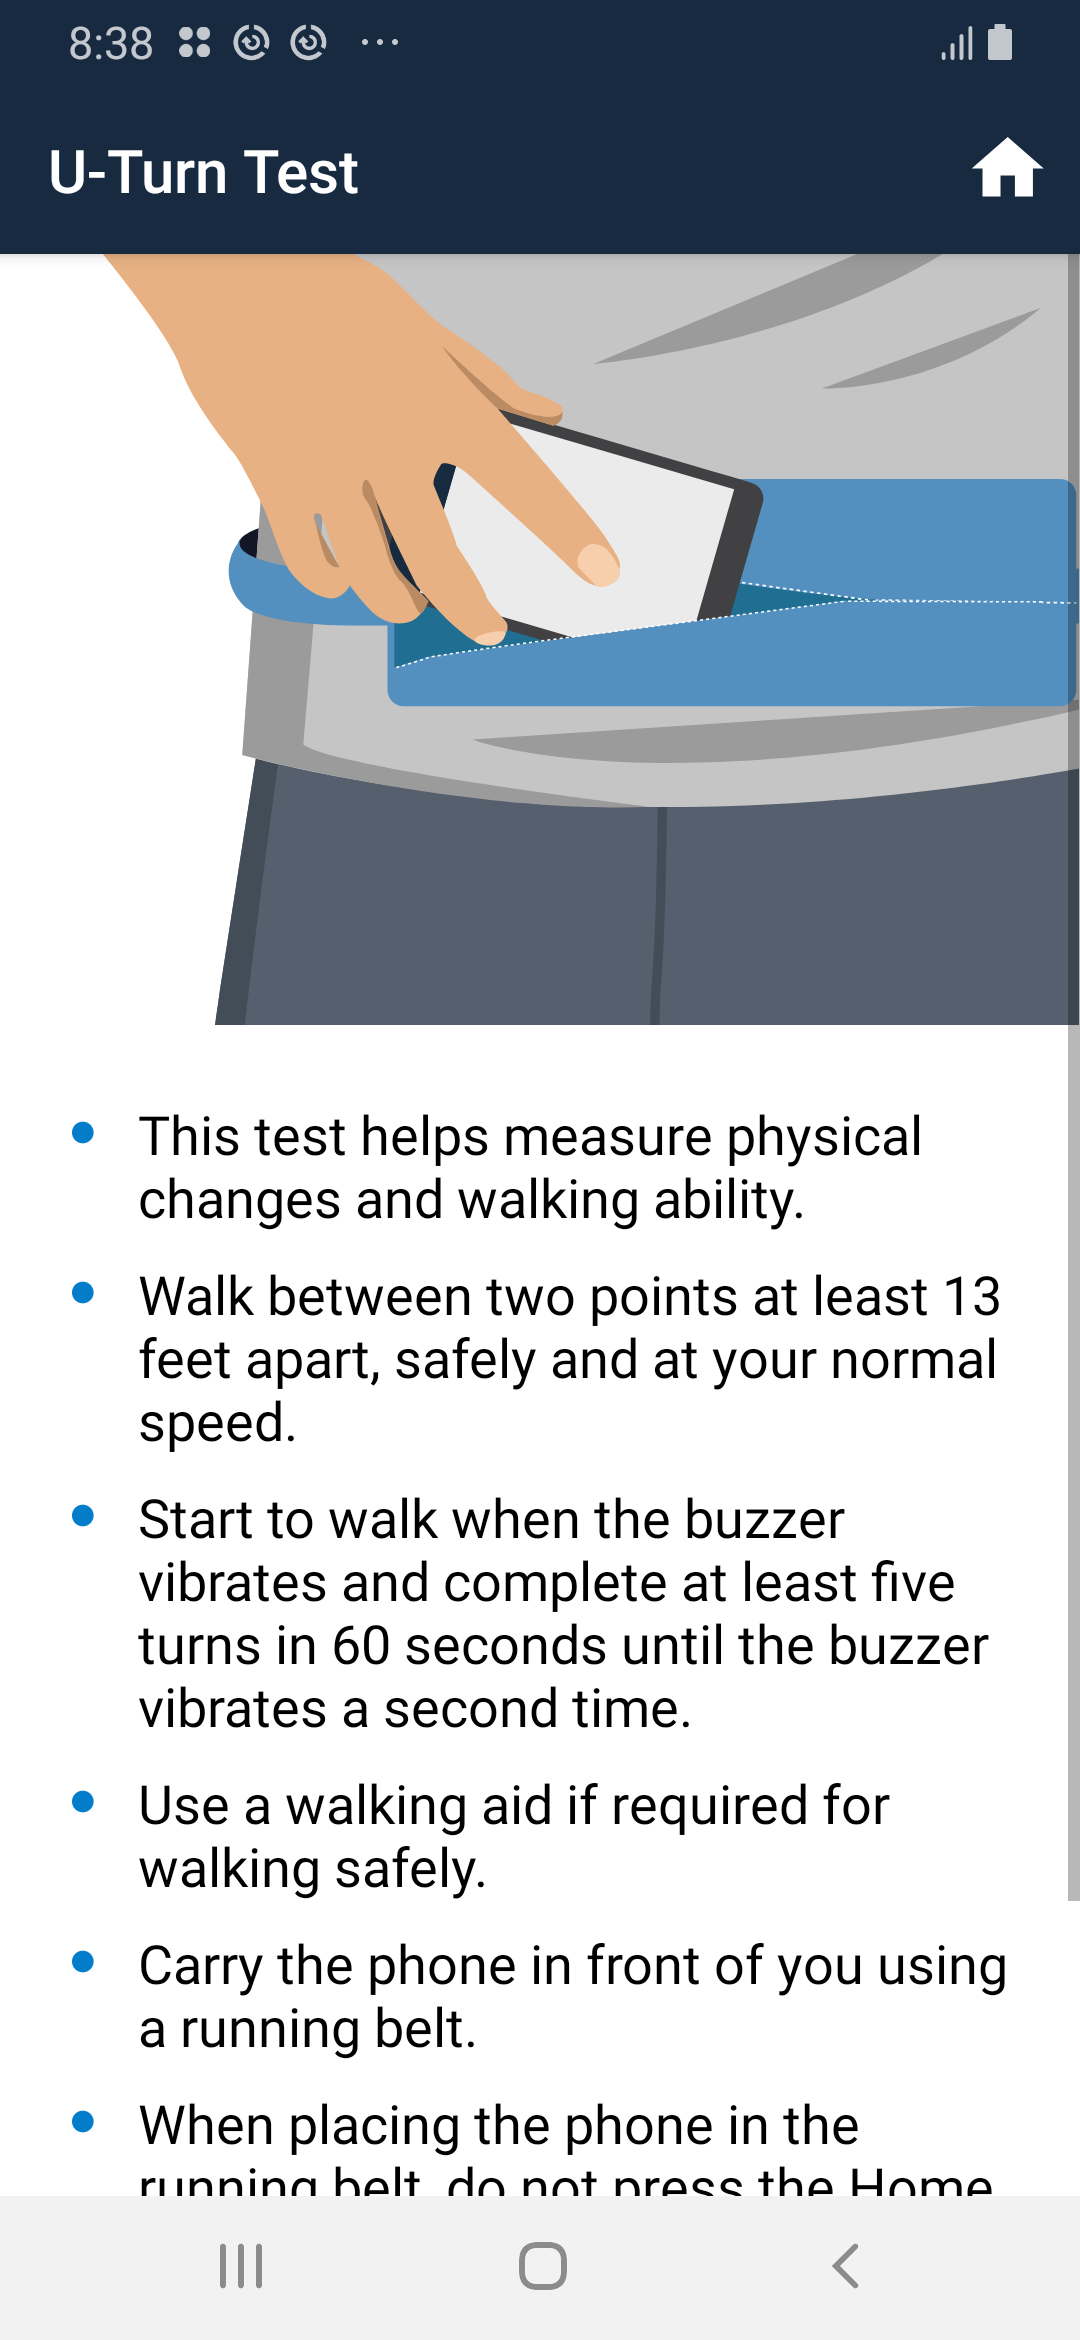 8:38
U-Turn Test
This test helps measure physical
changes and walking ability.
Walk between two points at least 13
feet apart, safely and at your normal
speed.
Start to walk when the buzzer
vibrates and complete at least five
turns in 60 seconds until the buzzer
vibrates a second time.
Use a walking aid if required for
walking safely.
Carry the phone in front of you using
a running belt.
When placing the phone in the
running belt, do not press the Home